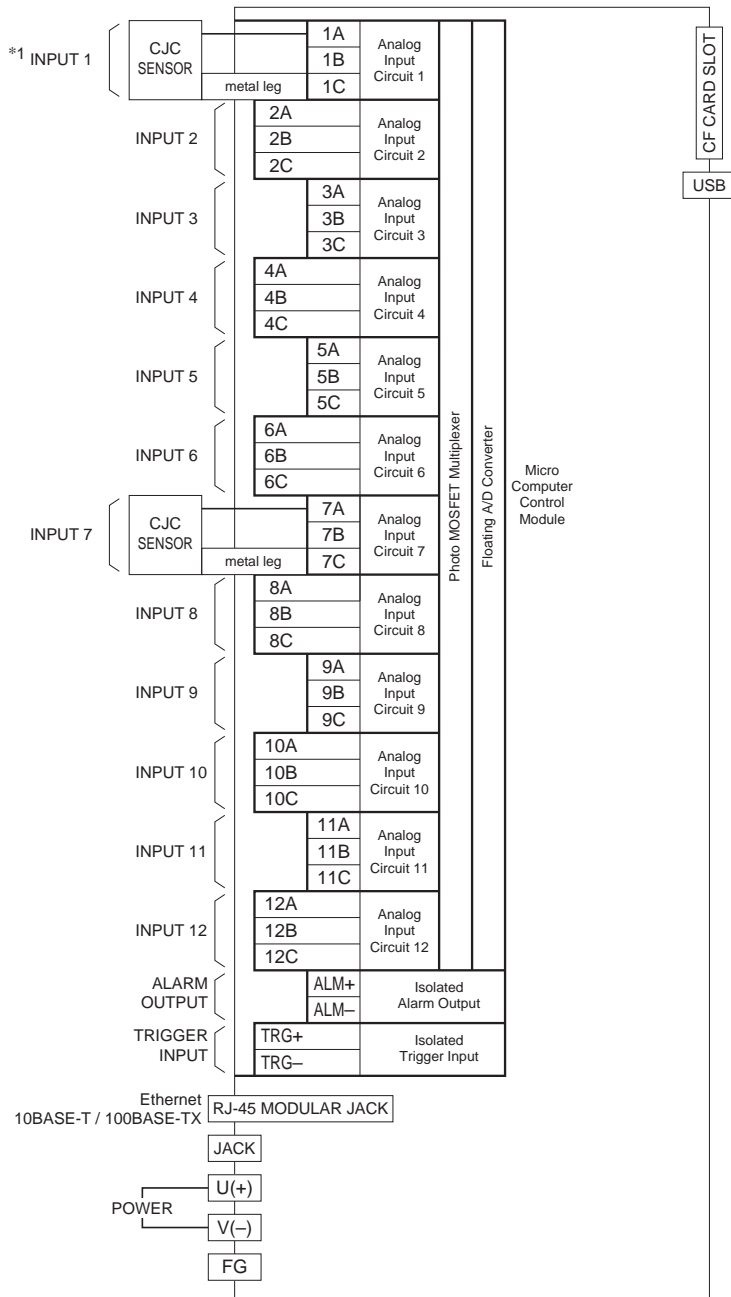 *1 INPUT 1
CJC
SENSOR
metal leg
1A
1B
1C
Analog
Input
Circuit 1
CF CARD SLOT
USB
INPUT 2
2A
2B
2C
Analog
Input
Circuit 2
INPUT 3
3A
3B
3C
Analog
Input
Circuit 3
INPUT 4
4A
4B
4C
Analog
Input
Circuit 4
INPUT 5
5A
5B
5C
Analog
Input
Circuit 5
INPUT 6
6A
6B
6C
Analog
Input
Circuit 6
Photo MOSFET Multiplexer
Floating A/D Converter
Micro
Computer
Control
Module
INPUT 7
CJC
SENSOR
metal leg
7A
7B
7C
Analog
Input
Circuit 7
INPUT 8
8A
8B
8C
Analog
Input
Circuit 8
INPUT 9
9A
9B
9C
Analog
Input
Circuit 9
INPUT 10
10A
10B
10C
Analog
Input
Circuit 10
INPUT 11
11A
11B
11C
Analog
Input
Circuit 11
INPUT 12
12A
12B
12C
Analog
Input
Circuit 12
ALARM
OUTPUT
ALM+
ALM–
Isolated
Alarm Output
TRIGGER
INPUT
TRG+
TRG–
Isolated
Trigger Input
Ethernet
10BASE-T / 100BASE-TX
RJ-45 MODULAR JACK
JACK
POWER
U(+)
V(–)
FG